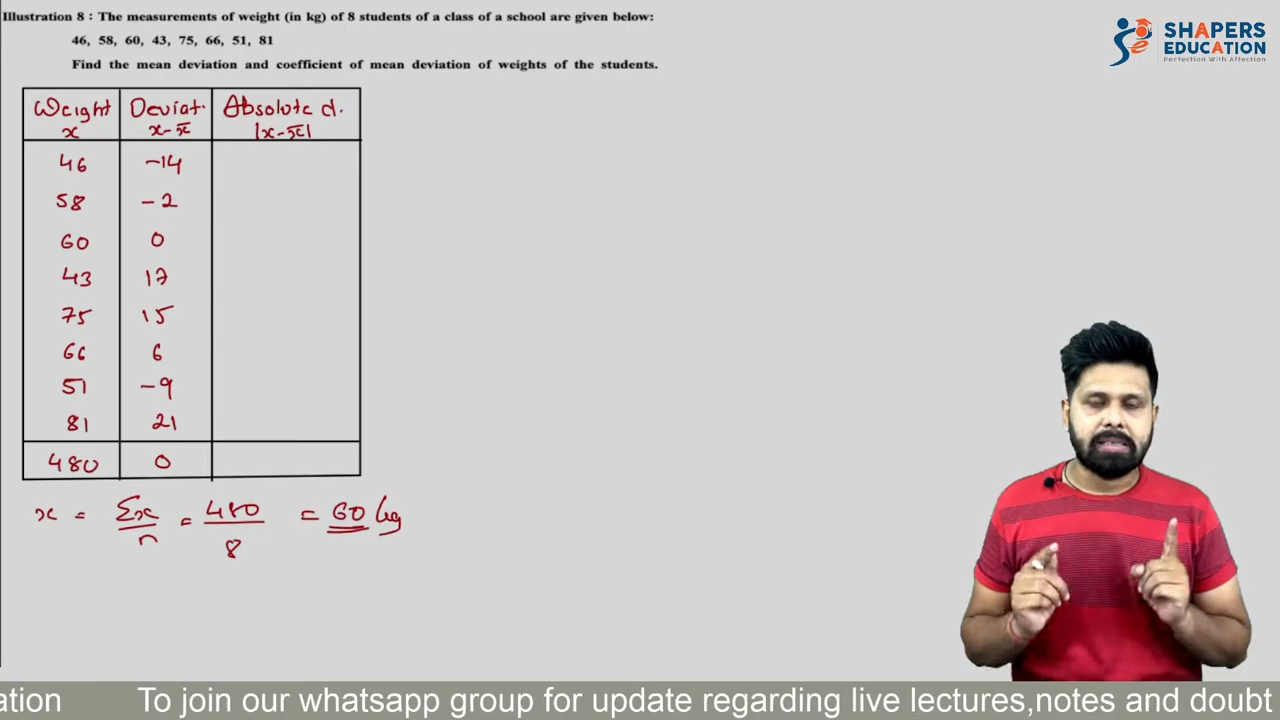 Illustration 8 : The measurements of weight (in kg) of 8 students of a class of a school are given below:
46, 58, 60, 43, 75, 66, 51, 81
Find the mean deviation and coefficient of mean deviation of weights of the students.
SHAPERS
EDUCATION
Perfection With Affection
Weight Deviat. Absolute d.
x x-x̄ |x-x̄|
46 -14
58 -2
60 0
43 17
75 15
66 6
51 -9
81 21
480 0
x = Σx/n = 480/8 = 60 kg
ation To join our whatsapp group for update regarding live lectures,notes and doubt